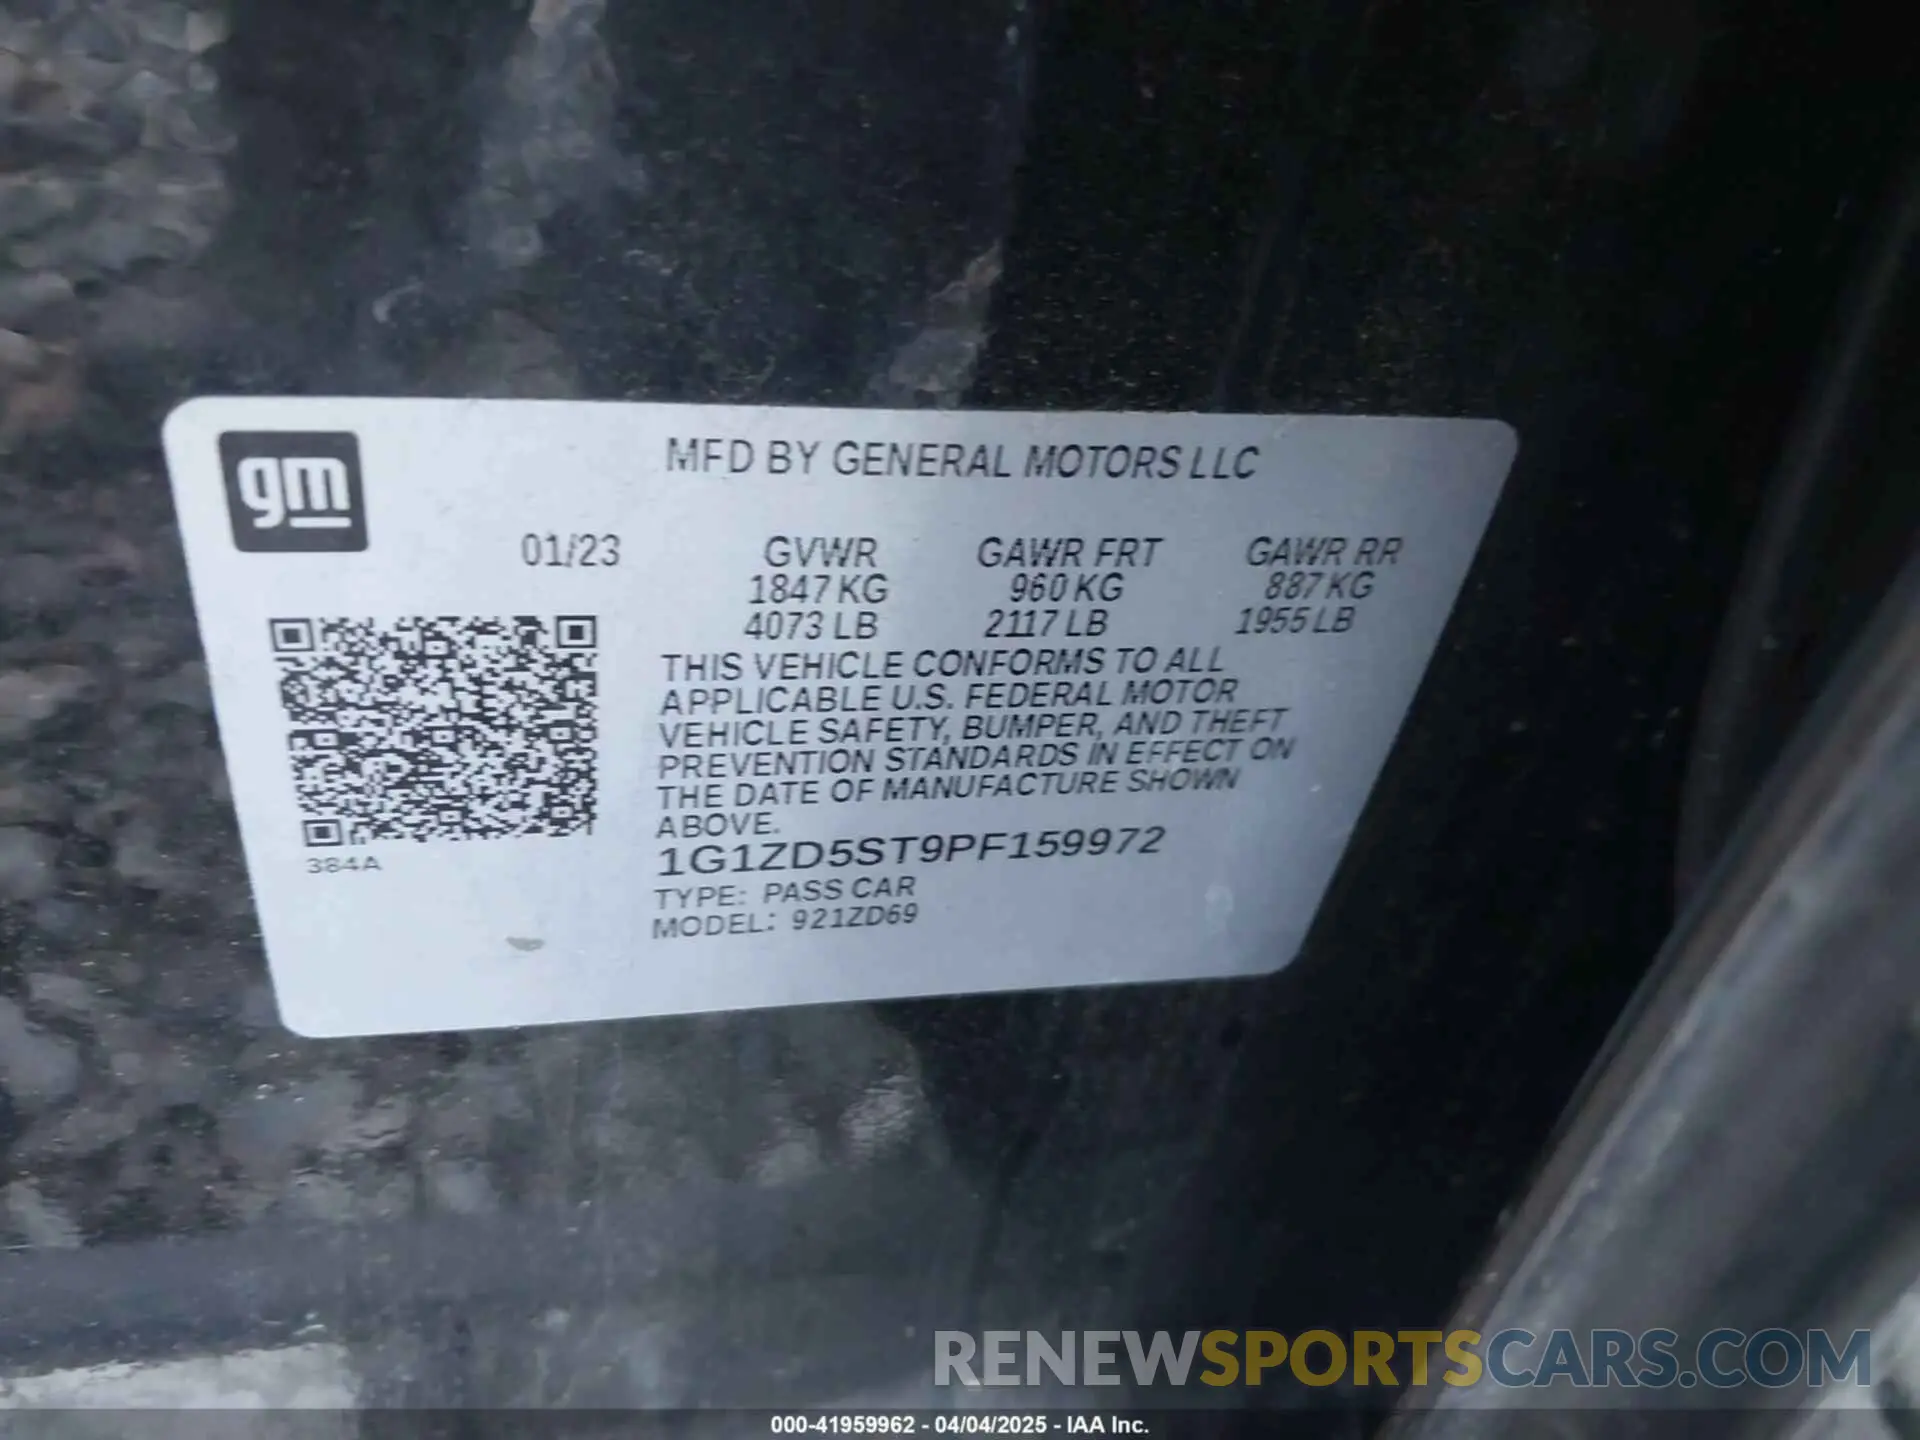 gm
MFD BY GENERAL MOTORS LLC
01/23 GVWR GAWR FRT GAWR RR
1847 KG 960 KG 887 KG
4073 LB 2117 LB 1955 LB
THIS VEHICLE CONFORMS TO ALL
APPLICABLE U.S. FEDERAL MOTOR
VEHICLE SAFETY, BUMPER, AND THEFT
PREVENTION STANDARDS IN EFFECT ON
THE DATE OF MANUFACTURE SHOWN
ABOVE.
1G1ZD5ST9PF159972
384A
TYPE: PASS CAR
MODEL: 921ZD69
RENEWSPORTSCARS.COM
000-41959962 - 04/04/2025 - IAA Inc.